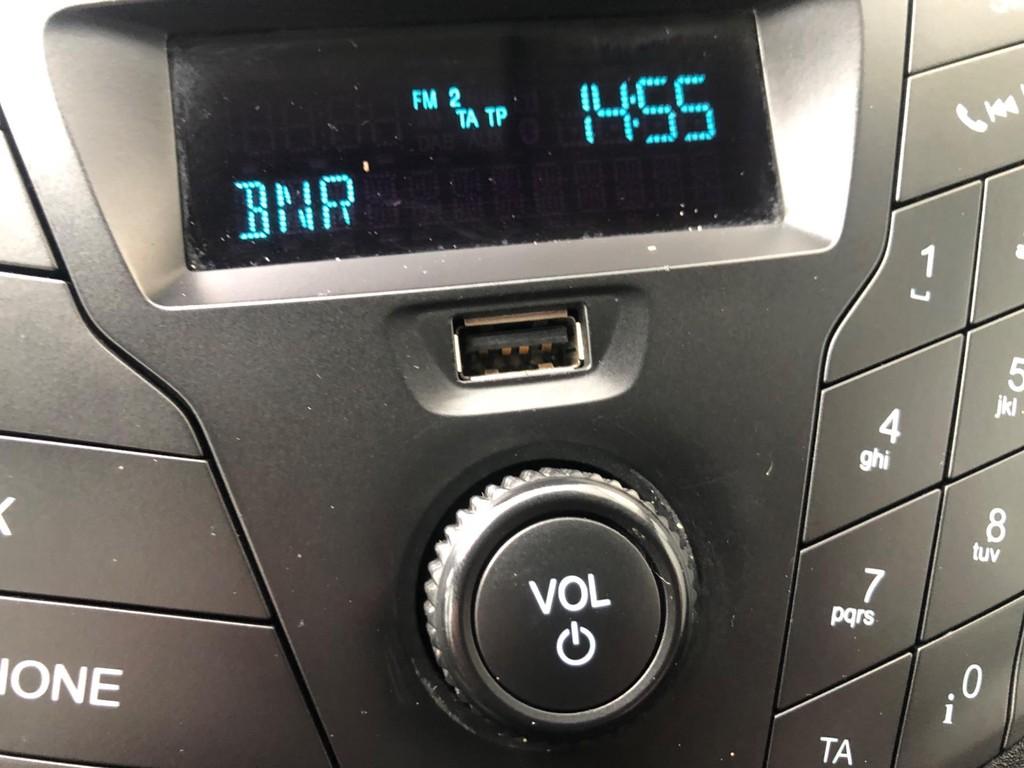 FM 2
TA TP
14:55
BNR
1
4
ghi
5
jkl
7
pqrs
8
tuv
0
i
TA
VOL
X
IONE